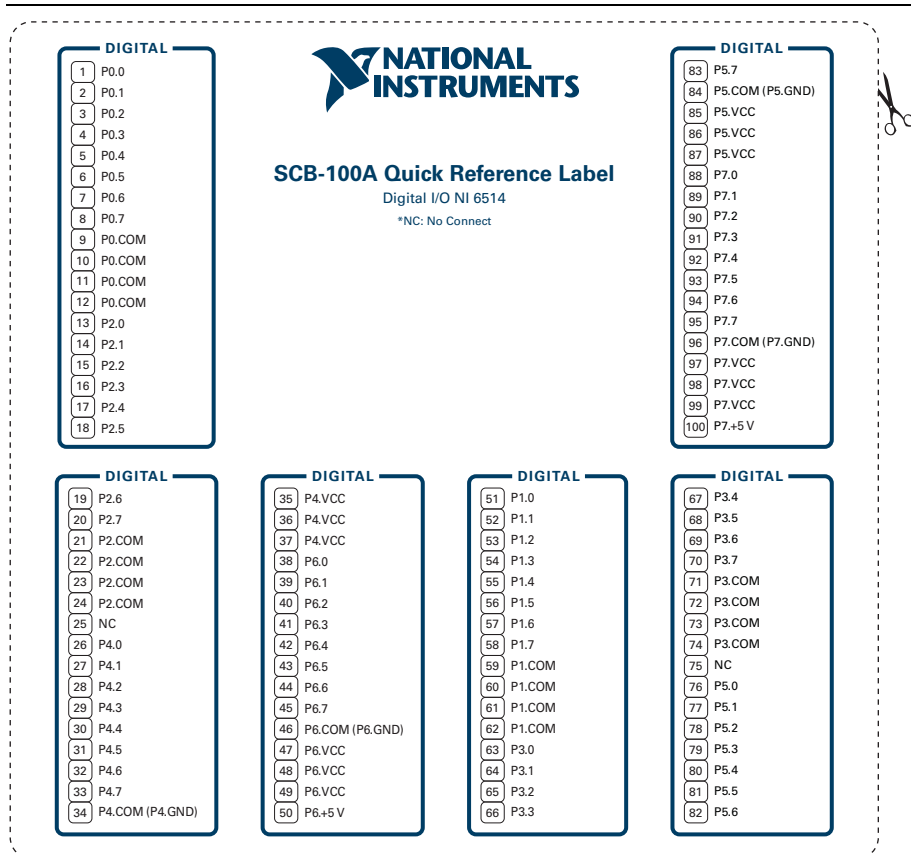 NATIONAL
INSTRUMENTS
SCB-100A Quick Reference Label
Digital I/O NI 6514
*NC: No Connect
DIGITAL
1 P0.0
2 P0.1
3 P0.2
4 P0.3
5 P0.4
6 P0.5
7 P0.6
8 P0.7
9 P0.COM
10 P0.COM
11 P0.COM
12 P0.COM
13 P2.0
14 P2.1
15 P2.2
16 P2.3
17 P2.4
18 P2.5
DIGITAL
83 P5.7
84 P5.COM (P5.GND)
85 P5.VCC
86 P5.VCC
87 P5.VCC
88 P7.0
89 P7.1
90 P7.2
91 P7.3
92 P7.4
93 P7.5
94 P7.6
95 P7.7
96 P7.COM (P7.GND)
97 P7.VCC
98 P7.VCC
99 P7.VCC
100 P7.+5 V
DIGITAL
19 P2.6
20 P2.7
21 P2.COM
22 P2.COM
23 P2.COM
24 P2.COM
25 NC
26 P4.0
27 P4.1
28 P4.2
29 P4.3
30 P4.4
31 P4.5
32 P4.6
33 P4.7
34 P4.COM (P4.GND)
DIGITAL
35 P4.VCC
36 P4.VCC
37 P4.VCC
38 P6.0
39 P6.1
40 P6.2
41 P6.3
42 P6.4
43 P6.5
44 P6.6
45 P6.7
46 P6.COM (P6.GND)
47 P6.VCC
48 P6.VCC
49 P6.VCC
50 P6.+5 V
DIGITAL
51 P1.0
52 P1.1
53 P1.2
54 P1.3
55 P1.4
56 P1.5
57 P1.6
58 P1.7
59 P1.COM
60 P1.COM
61 P1.COM
62 P1.COM
63 P3.0
64 P3.1
65 P3.2
66 P3.3
DIGITAL
67 P3.4
68 P3.5
69 P3.6
70 P3.7
71 P3.COM
72 P3.COM
73 P3.COM
74 P3.COM
75 NC
76 P5.0
77 P5.1
78 P5.2
79 P5.3
80 P5.4
81 P5.5
82 P5.6